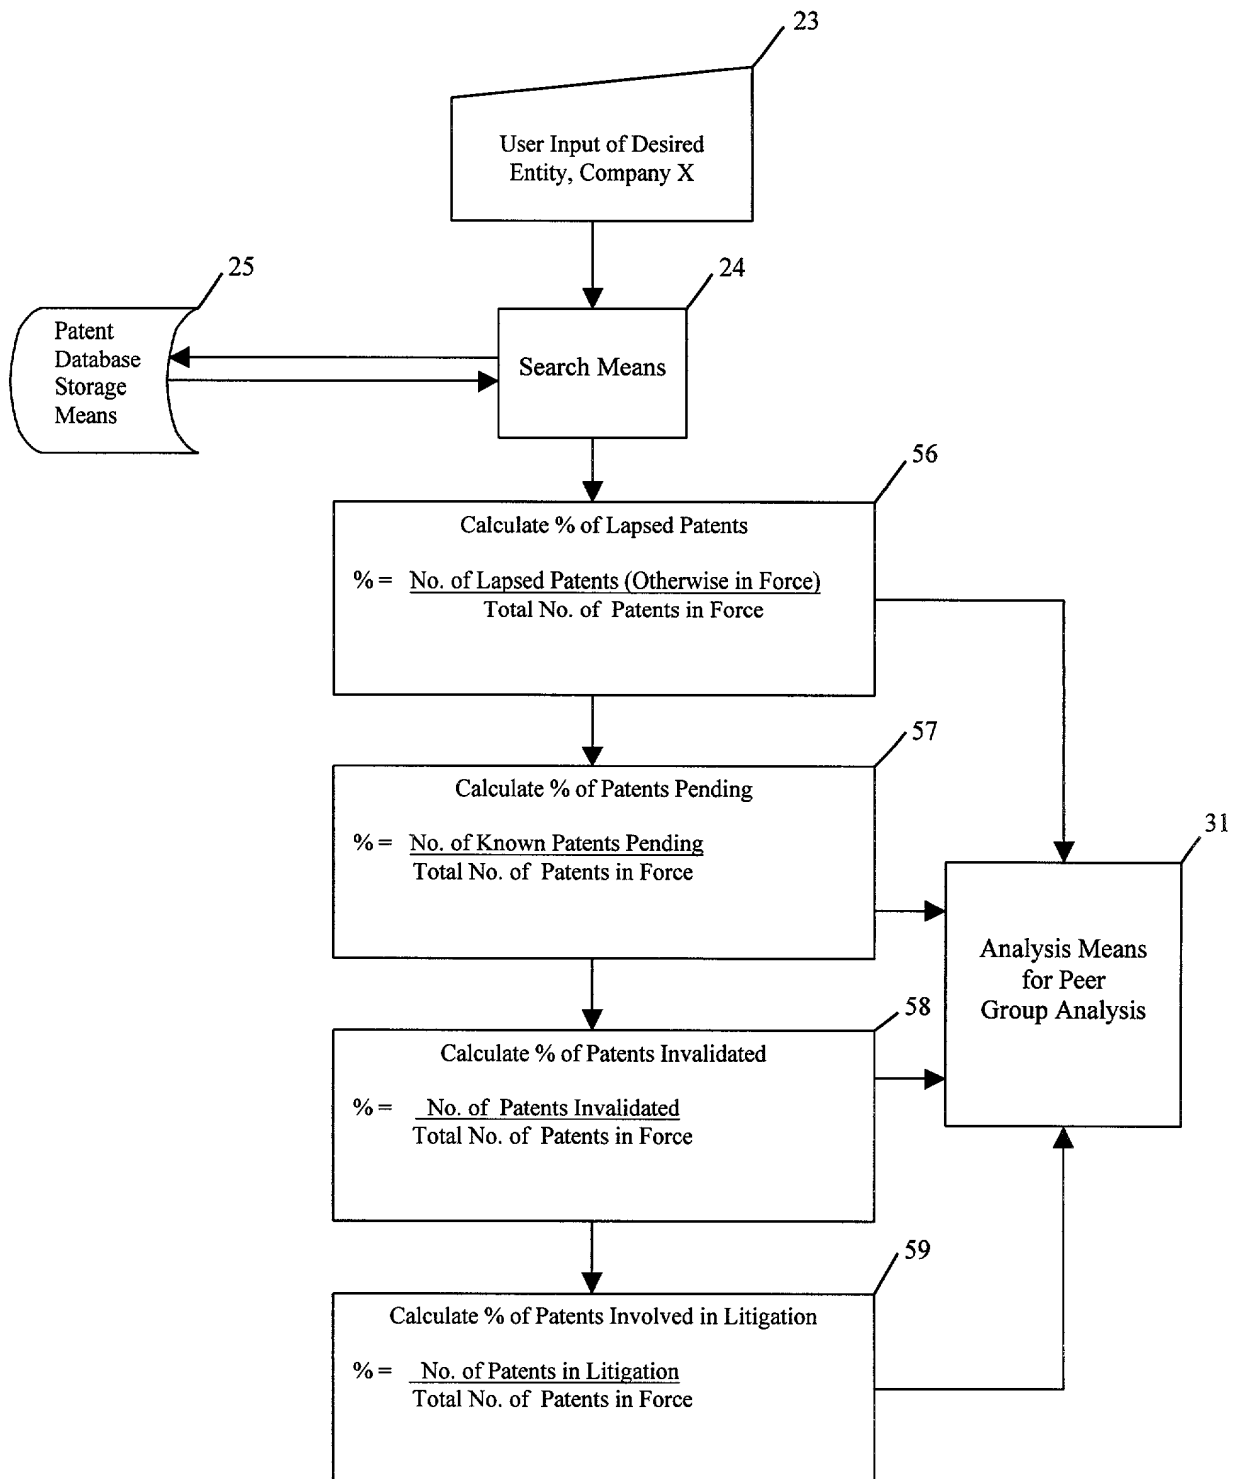 23
User Input of Desired
Entity, Company X
25
24
Patent
Database
Storage
Means
Search Means
56
Calculate % of Lapsed Patents
% = No. of Lapsed Patents (Otherwise in Force)
Total No. of Patents in Force
57
Calculate % of Patents Pending
% = No. of Known Patents Pending
Total No. of Patents in Force
31
Analysis Means
for Peer
Group Analysis
58
Calculate % of Patents Invalidated
% = No. of Patents Invalidated
Total No. of Patents in Force
59
Calculate % of Patents Involved in Litigation
% = No. of Patents in Litigation
Total No. of Patents in Force